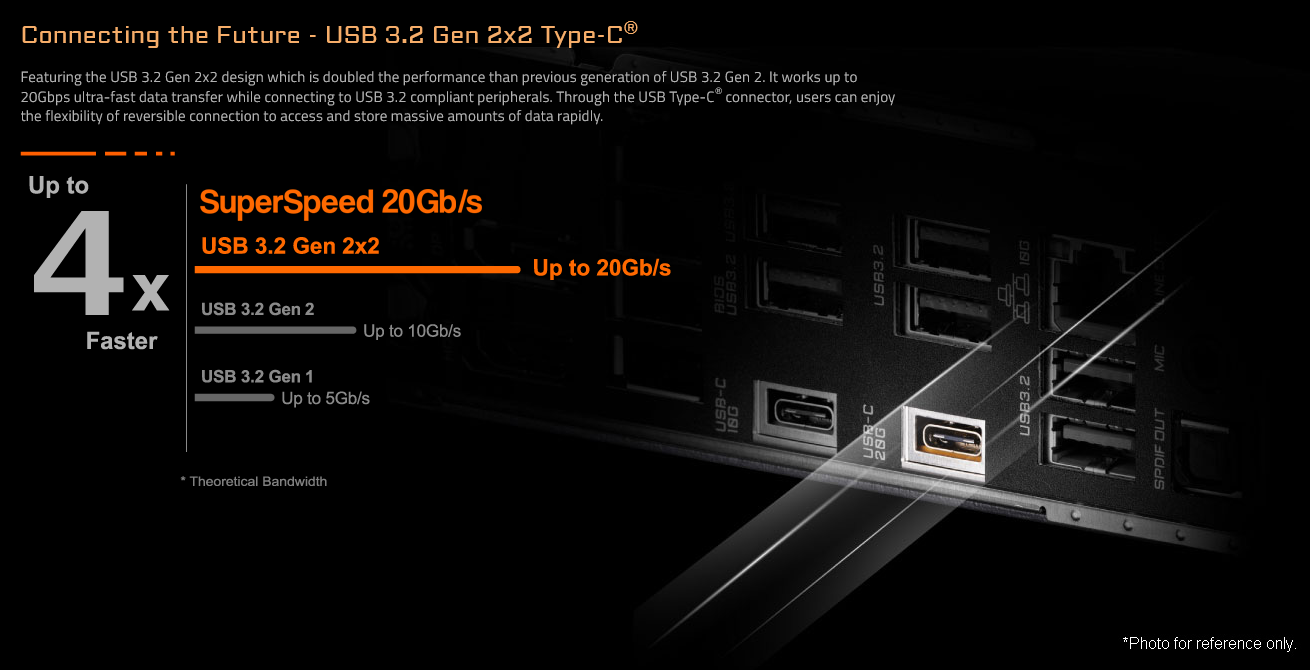 Connecting the Future - USB 3.2 Gen 2x2 Type-C®
Featuring the USB 3.2 Gen 2x2 design which is doubled the performance than previous generation of USB 3.2 Gen 2. It works up to
20Gbps ultra-fast data transfer while connecting to USB 3.2 compliant peripherals. Through the USB Type-C® connector, users can enjoy
the flexibility of reversible connection to access and store massive amounts of data rapidly.
Up to
4x
Faster
SuperSpeed 20Gb/s
USB 3.2 Gen 2x2
Up to 20Gb/s
USB 3.2 Gen 2
Up to 10Gb/s
USB 3.2 Gen 1
Up to 5Gb/s
* Theoretical Bandwidth
USB3.2
BIOS
USB3.2
USB3.2
10G
LINE
USB-C
10G
USB-C
20G
USB3.2
MIC
SPDIF OUT
*Photo for reference only.